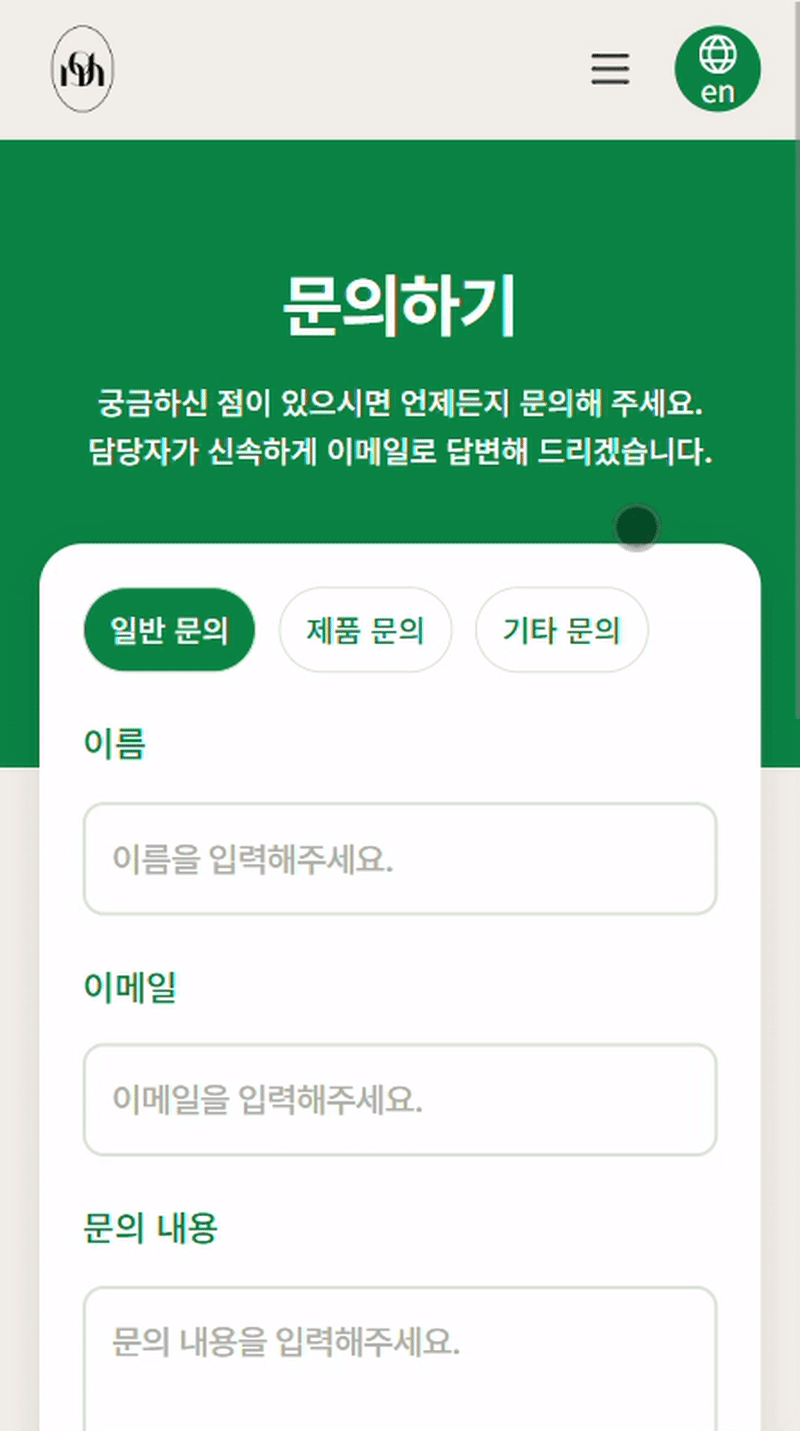 en
문의하기
궁금하신 점이 있으시면 언제든지 문의해 주세요.
담당자가 신속하게 이메일로 답변해 드리겠습니다.
일반 문의 제품 문의 기타 문의
이름
이름을 입력해주세요.
이메일
이메일을 입력해주세요.
문의 내용
문의 내용을 입력해주세요.